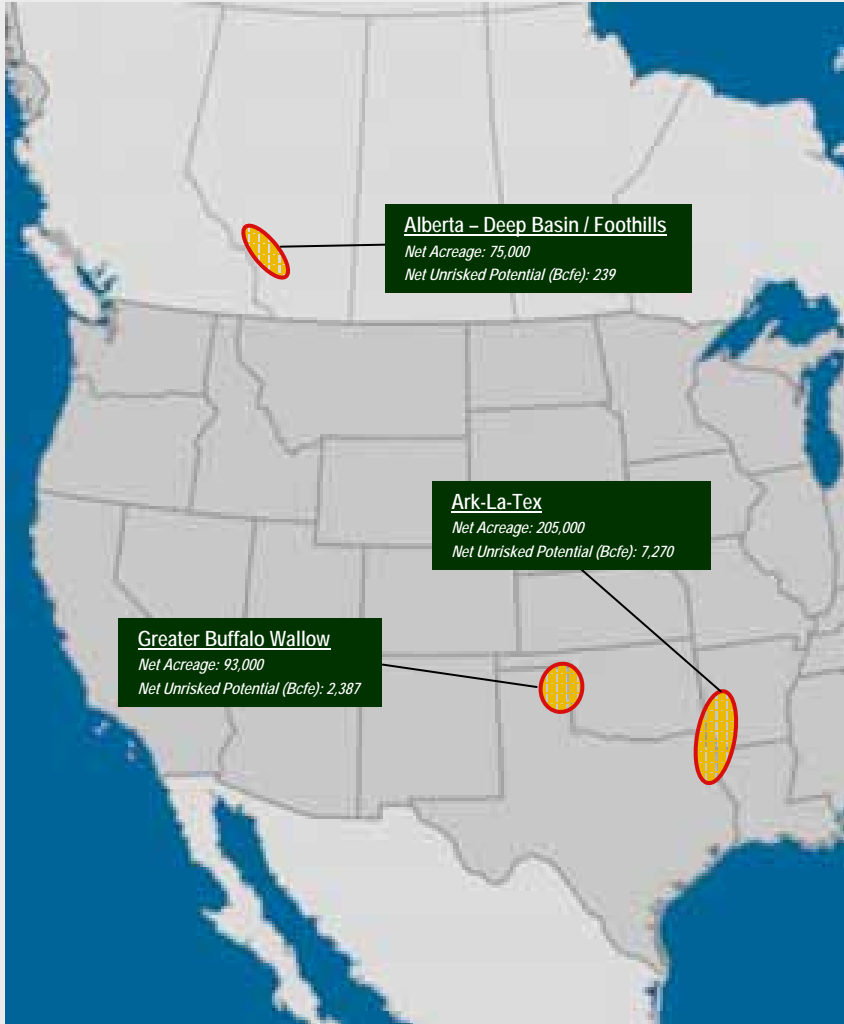 Alberta – Deep Basin / Foothills
Net Acreage: 75,000
Net Unrisked Potential (Bcfe): 239
Ark-La-Tex
Net Acreage: 205,000
Net Unrisked Potential (Bcfe): 7,270
Greater Buffalo Wallow
Net Acreage: 93,000
Net Unrisked Potential (Bcfe): 2,387